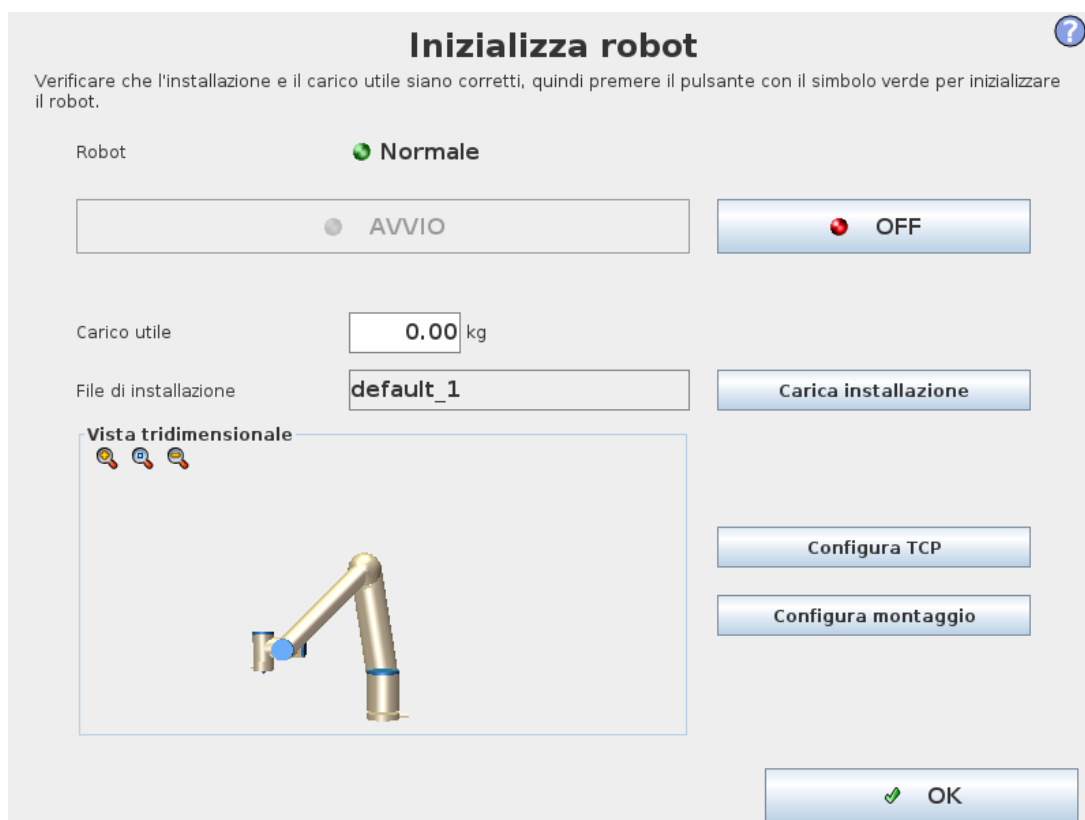 Inizializza robot
?
Verificare che l'installazione e il carico utile siano corretti, quindi premere il pulsante con il simbolo verde per inizializzare
il robot.
Robot
Normale
AVVIO
OFF
Carico utile
0.00 kg
File di installazione
default_1
Carica installazione
Vista tridimensionale
Configura TCP
Configura montaggio
OK